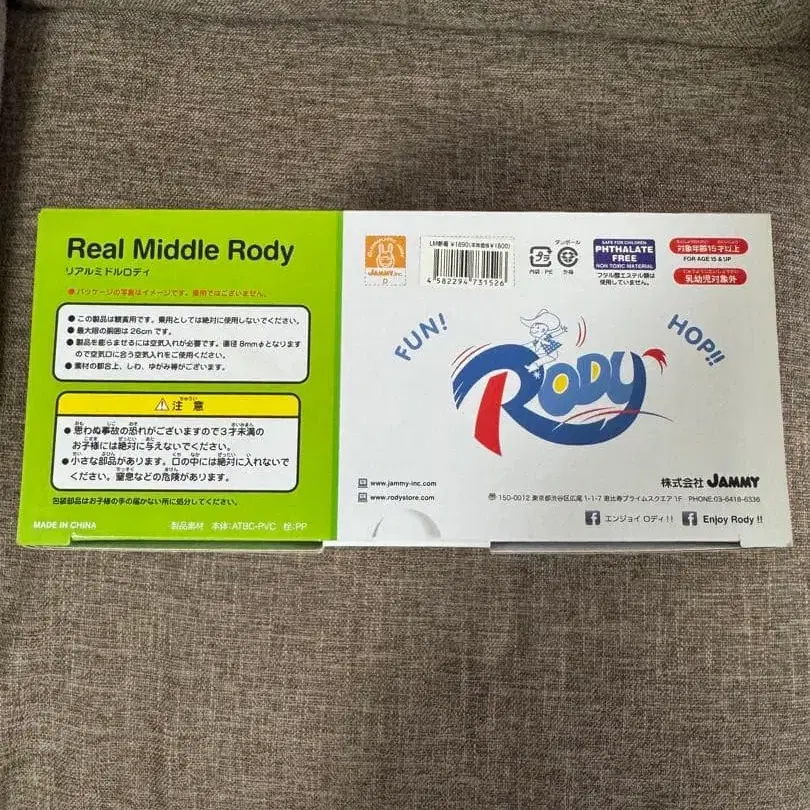 Real Middle Rody
リアルミドルロディ
●パッケージの写真はイメージです。乗用ではございません。
●この製品は観賞用です。乗用としては絶対に使用しないでください。
●最大限の胴囲は26cmです。
●製品を膨らませるには空気入れが必要です。直径8mmφとなりますので空気口に合う空気入れをご使用ください。
●素材の都合上、しわ、ゆがみ等がございます。
注意
●思わぬ事故の恐れがございますので3才未満の
お子様には絶対に与えないでください。
●小さな部品があります。口の中には絶対に入れないで
ください。窒息などの危険があります。
包装部品はお子様の手の届かない所に処分してください。
MADE IN CHINA
製品素材 本体:ATBC-PVC 栓:PP
JAMMY, inc.
D
LM新着 ¥1890(本体価格¥1800)
4 582294 731526
プラ
内袋:PE
ダンボール
外箱
SAFE FOR CHILDREN
PHTHALATE
FREE
NON TOXIC MATERIAL
フタル酸エステル類は
使用していません。
対象年齢15才以上
FOR AGE 15 & UP
乳幼児対象外
FUN!
HOP!!
RODY
www.jammy-inc.com
www.rodystore.com
株式会社 JAMMY
〒150-0012 東京都渋谷区広尾1-1-7 恵比寿プライムスクエア1F PHONE:03-6418-6336
エンジョイ ロディ!!
Enjoy Rody !!